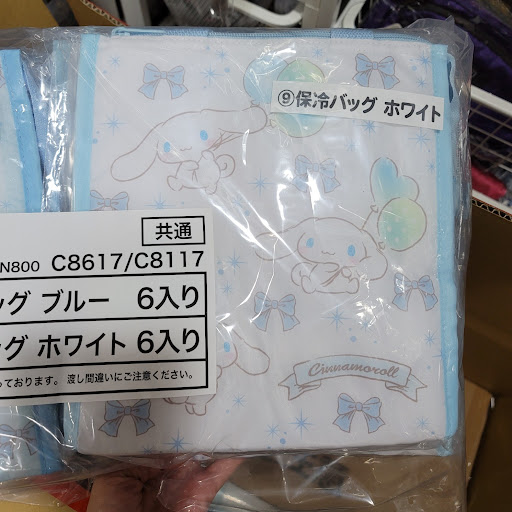 ⑨保冷バッグ ホワイト
共通
N800 C8617/C8117
ッグ ブルー 6入り
ッグ ホワイト 6入り
っております。 渡し間違いにご注意ください。
Cinnamoroll